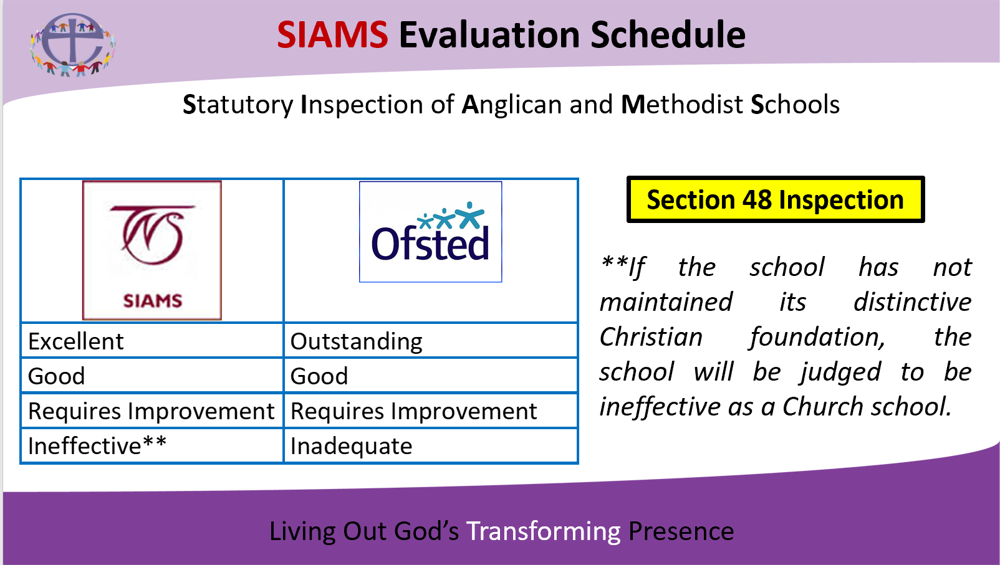 SIAMS Evaluation Schedule
Statutory Inspection of Anglican and Methodist Schools
SIAMS
Ofsted
Excellent
Outstanding
Good
Good
Requires Improvement
Requires Improvement
Ineffective**
Inadequate
Section 48 Inspection
**If the school has not
maintained its distinctive
Christian foundation, the
school will be judged to be
ineffective as a Church school.
Living Out God’s Transforming Presence